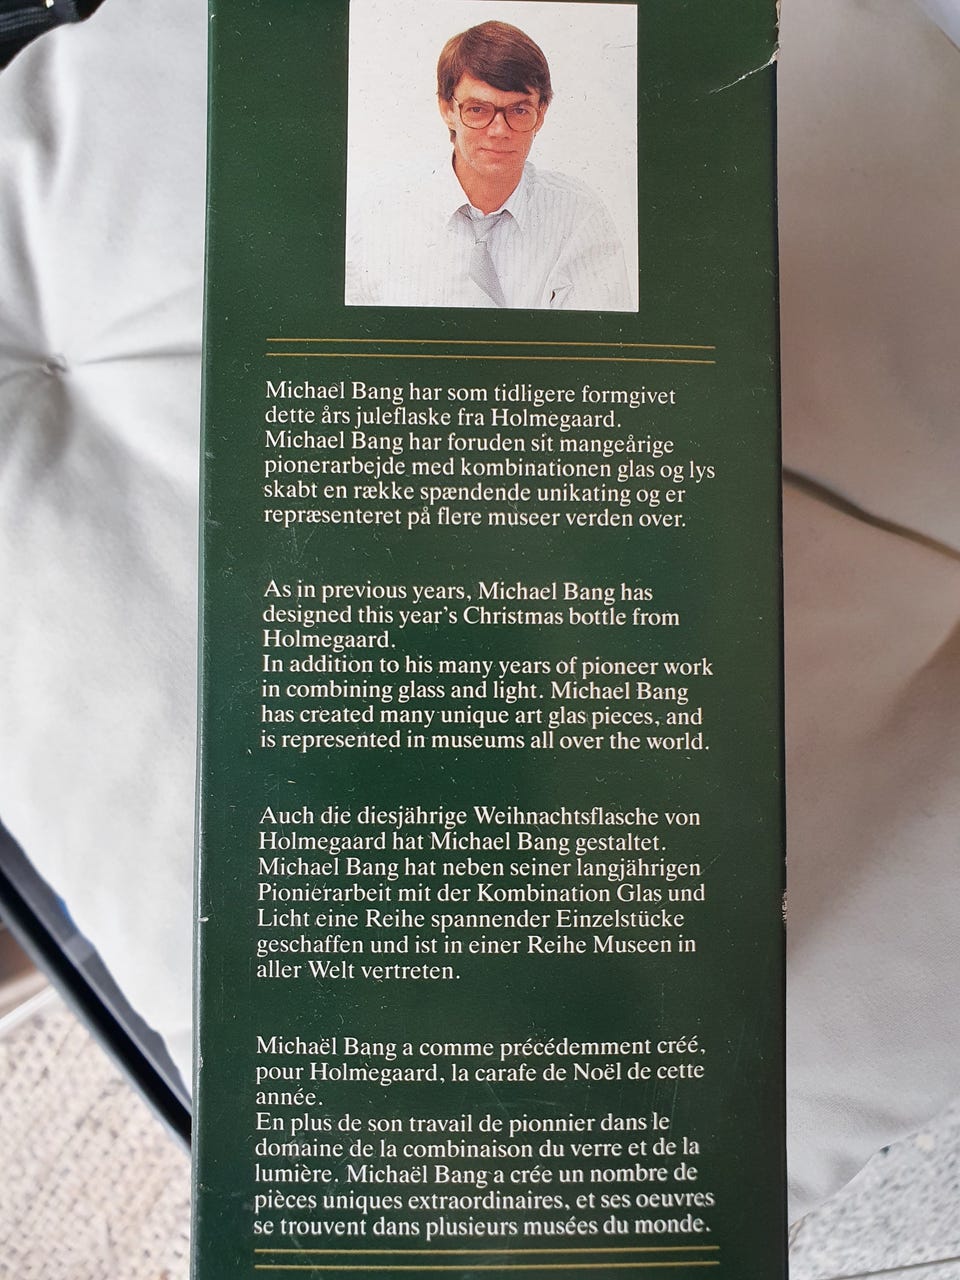 Michael Bang har som tidligere formgivet
dette års juleflaske fra Holmegaard.
Michael Bang har foruden sit mangeårige
pionerarbejde med kombinationen glas og lys
skabt en række spændende unikating og er
repræsenteret på flere museer verden over.
As in previous years, Michael Bang has
designed this year's Christmas bottle from
Holmegaard.
In addition to his many years of pioneer work
in combining glass and light. Michael Bang
has created many unique art glas pieces, and
is represented in museums all over the world.
Auch die diesjährige Weihnachtsflasche von
Holmegaard hat Michael Bang gestaltet.
Michael Bang hat neben seiner langjährigen
Pionierarbeit mit der Kombination Glas und
Licht eine Reihe spannender Einzelstücke
geschaffen und ist in einer Reihe Museen in
aller Welt vertreten.
Michaël Bang a comme précédemment créé,
pour Holmegaard, la carafe de Noël de cette
année.
En plus de son travail de pionnier dans le
domaine de la combinaison du verre et de la
lumière. Michaël Bang a crée un nombre de
pièces uniques extraordinaires, et ses oeuvres
se trouvent dans plusieurs musées du monde.